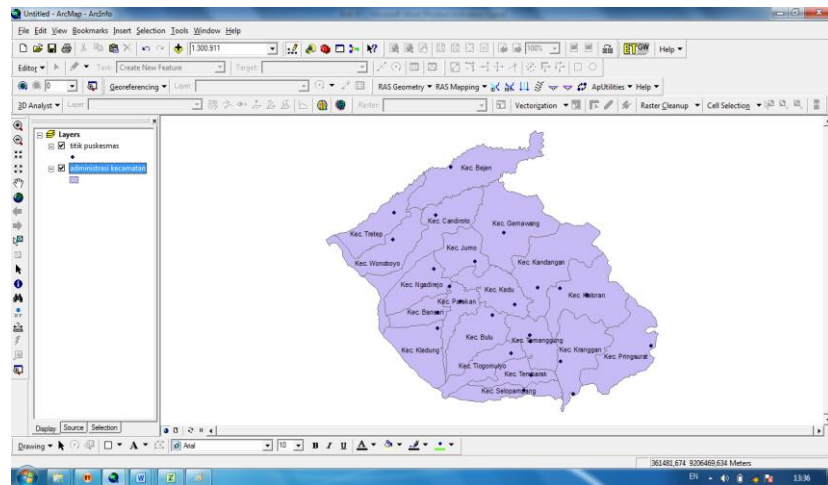 Untitled - ArcMap - ArcInfo
File Edit View Bookmarks Insert Selection Tools Window Help
1:300.911 100% ET GW Help
Editor Task: Create New Feature Target:
0 Georeferencing Layer: RAS Geometry RAS Mapping ApUtilities Help
3D Analyst Layer: Raster: Vectorization Raster Cleanup Cell Selection
Layers
titik puskesmas
administrasi kecamatan
Kec. Bejen
Kec. Candiroto
Kec. Gemawang
Kec. Tretep
Kec. Jumo
Kec. Wonoboyo
Kec. Kandangan
Kec. Ngadirejo
Kec. Kedu
Kec. Kaloran
Kec. Parakan
Kec. Bansari
Kec. Bulu
Kec. Temanggung
Kec. Kledung
Kec. Kranggan
Kec. Pringsurat
Kec. Tlogomulyo
Kec. Tembarak
Kec. Selopampang
Display Source Selection
Drawing A Arial 10 B I U A
361481,674 9206469,634 Meters
EN 13:36